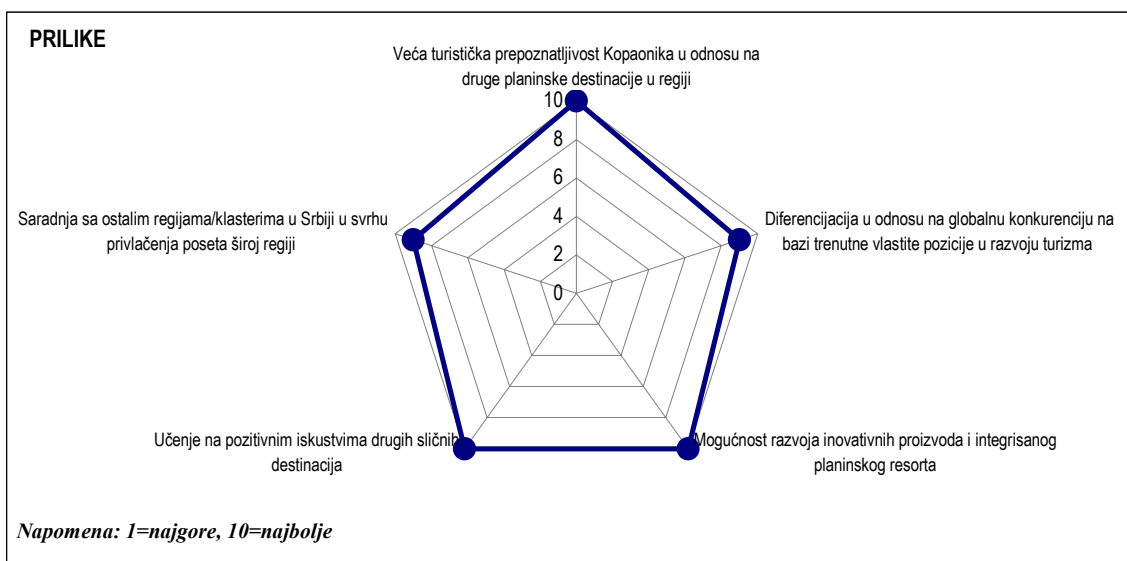 PRILIKE
Veća turistička prepoznatljivost Kopaonika u odnosu na
druge planinske destinacije u regiji
10
8
6
4
2
0
Saradnja sa ostalim regijama/klasterima u Srbiji u svrhu
privlačenja poseta široj regiji
Diferencijacija u odnosu na globalnu konkurenciju na
bazi trenutne vlastite pozicije u razvoju turizma
Učenje na pozitivnim iskustvima drugih sličnih
destinacija
Mogućnost razvoja inovativnih proizvoda i integrisanog
planinskog resorta
Napomena: 1=najgore, 10=najbolje